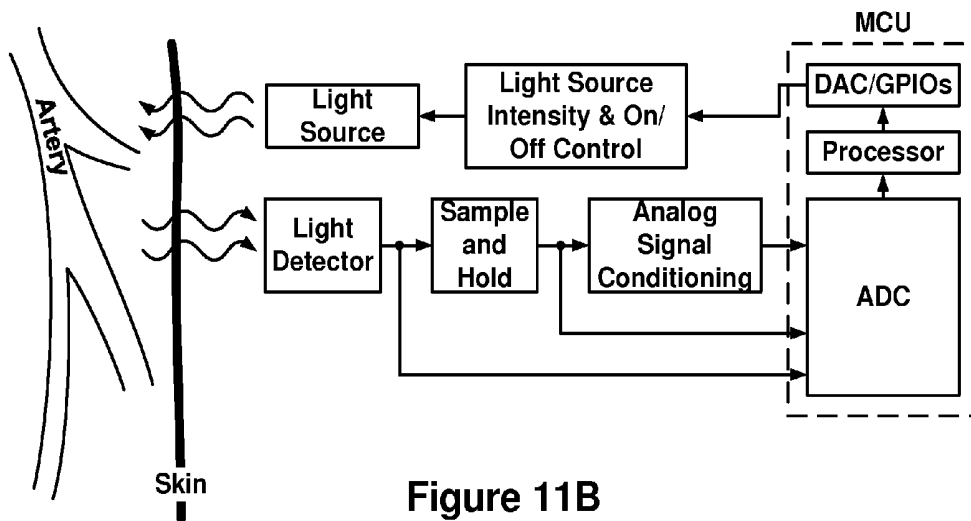 MCU
Artery
Light
Source
Light Source
Intensity & On/
Off Control
DAC/GPIOs
Processor
Light
Detector
Sample
and
Hold
Analog
Signal
Conditioning
ADC
Skin
Figure 11B